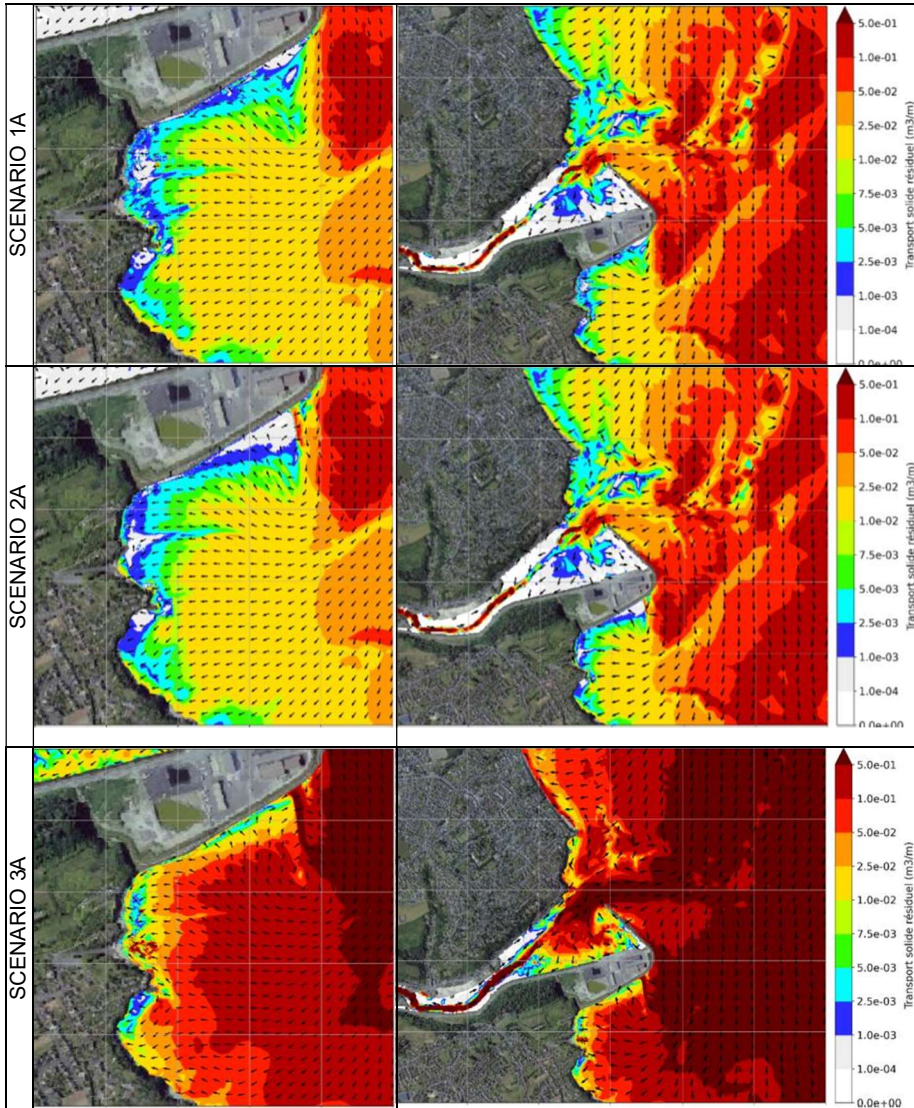 SCENARIO 1A
5.0e-01
1.0e-01
5.0e-02
2.5e-02
1.0e-02
7.5e-03
5.0e-03
2.5e-03
1.0e-03
1.0e-04
0.0e+00
Transport solide résiduel (m3/m)
SCENARIO 2A
5.0e-01
1.0e-01
5.0e-02
2.5e-02
1.0e-02
7.5e-03
5.0e-03
2.5e-03
1.0e-03
1.0e-04
0.0e+00
Transport solide résiduel (m3/m)
SCENARIO 3A
5.0e-01
1.0e-01
5.0e-02
2.5e-02
1.0e-02
7.5e-03
5.0e-03
2.5e-03
1.0e-03
1.0e-04
0.0e+00
Transport solide résiduel (m3/m)